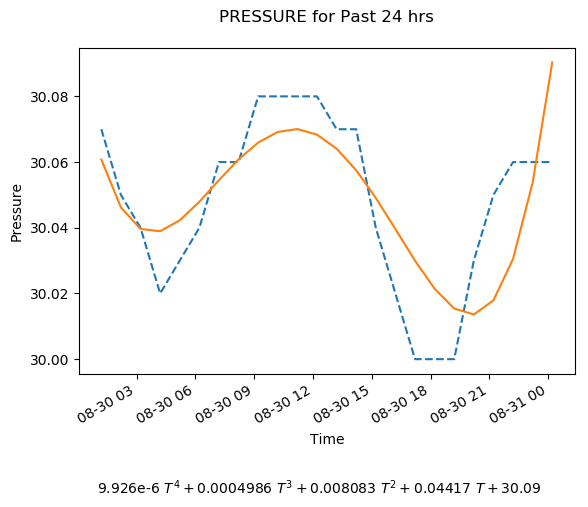 PRESSURE for Past 24 hrs
Pressure
30.08
30.06
30.04
30.02
30.00
08-30 03 08-30 06 08-30 09 08-30 12 08-30 15 08-30 18 08-30 21 08-31 00
Time
9.926e-6 T⁴ + 0.0004986 T³ + 0.008083 T² + 0.04417 T + 30.09